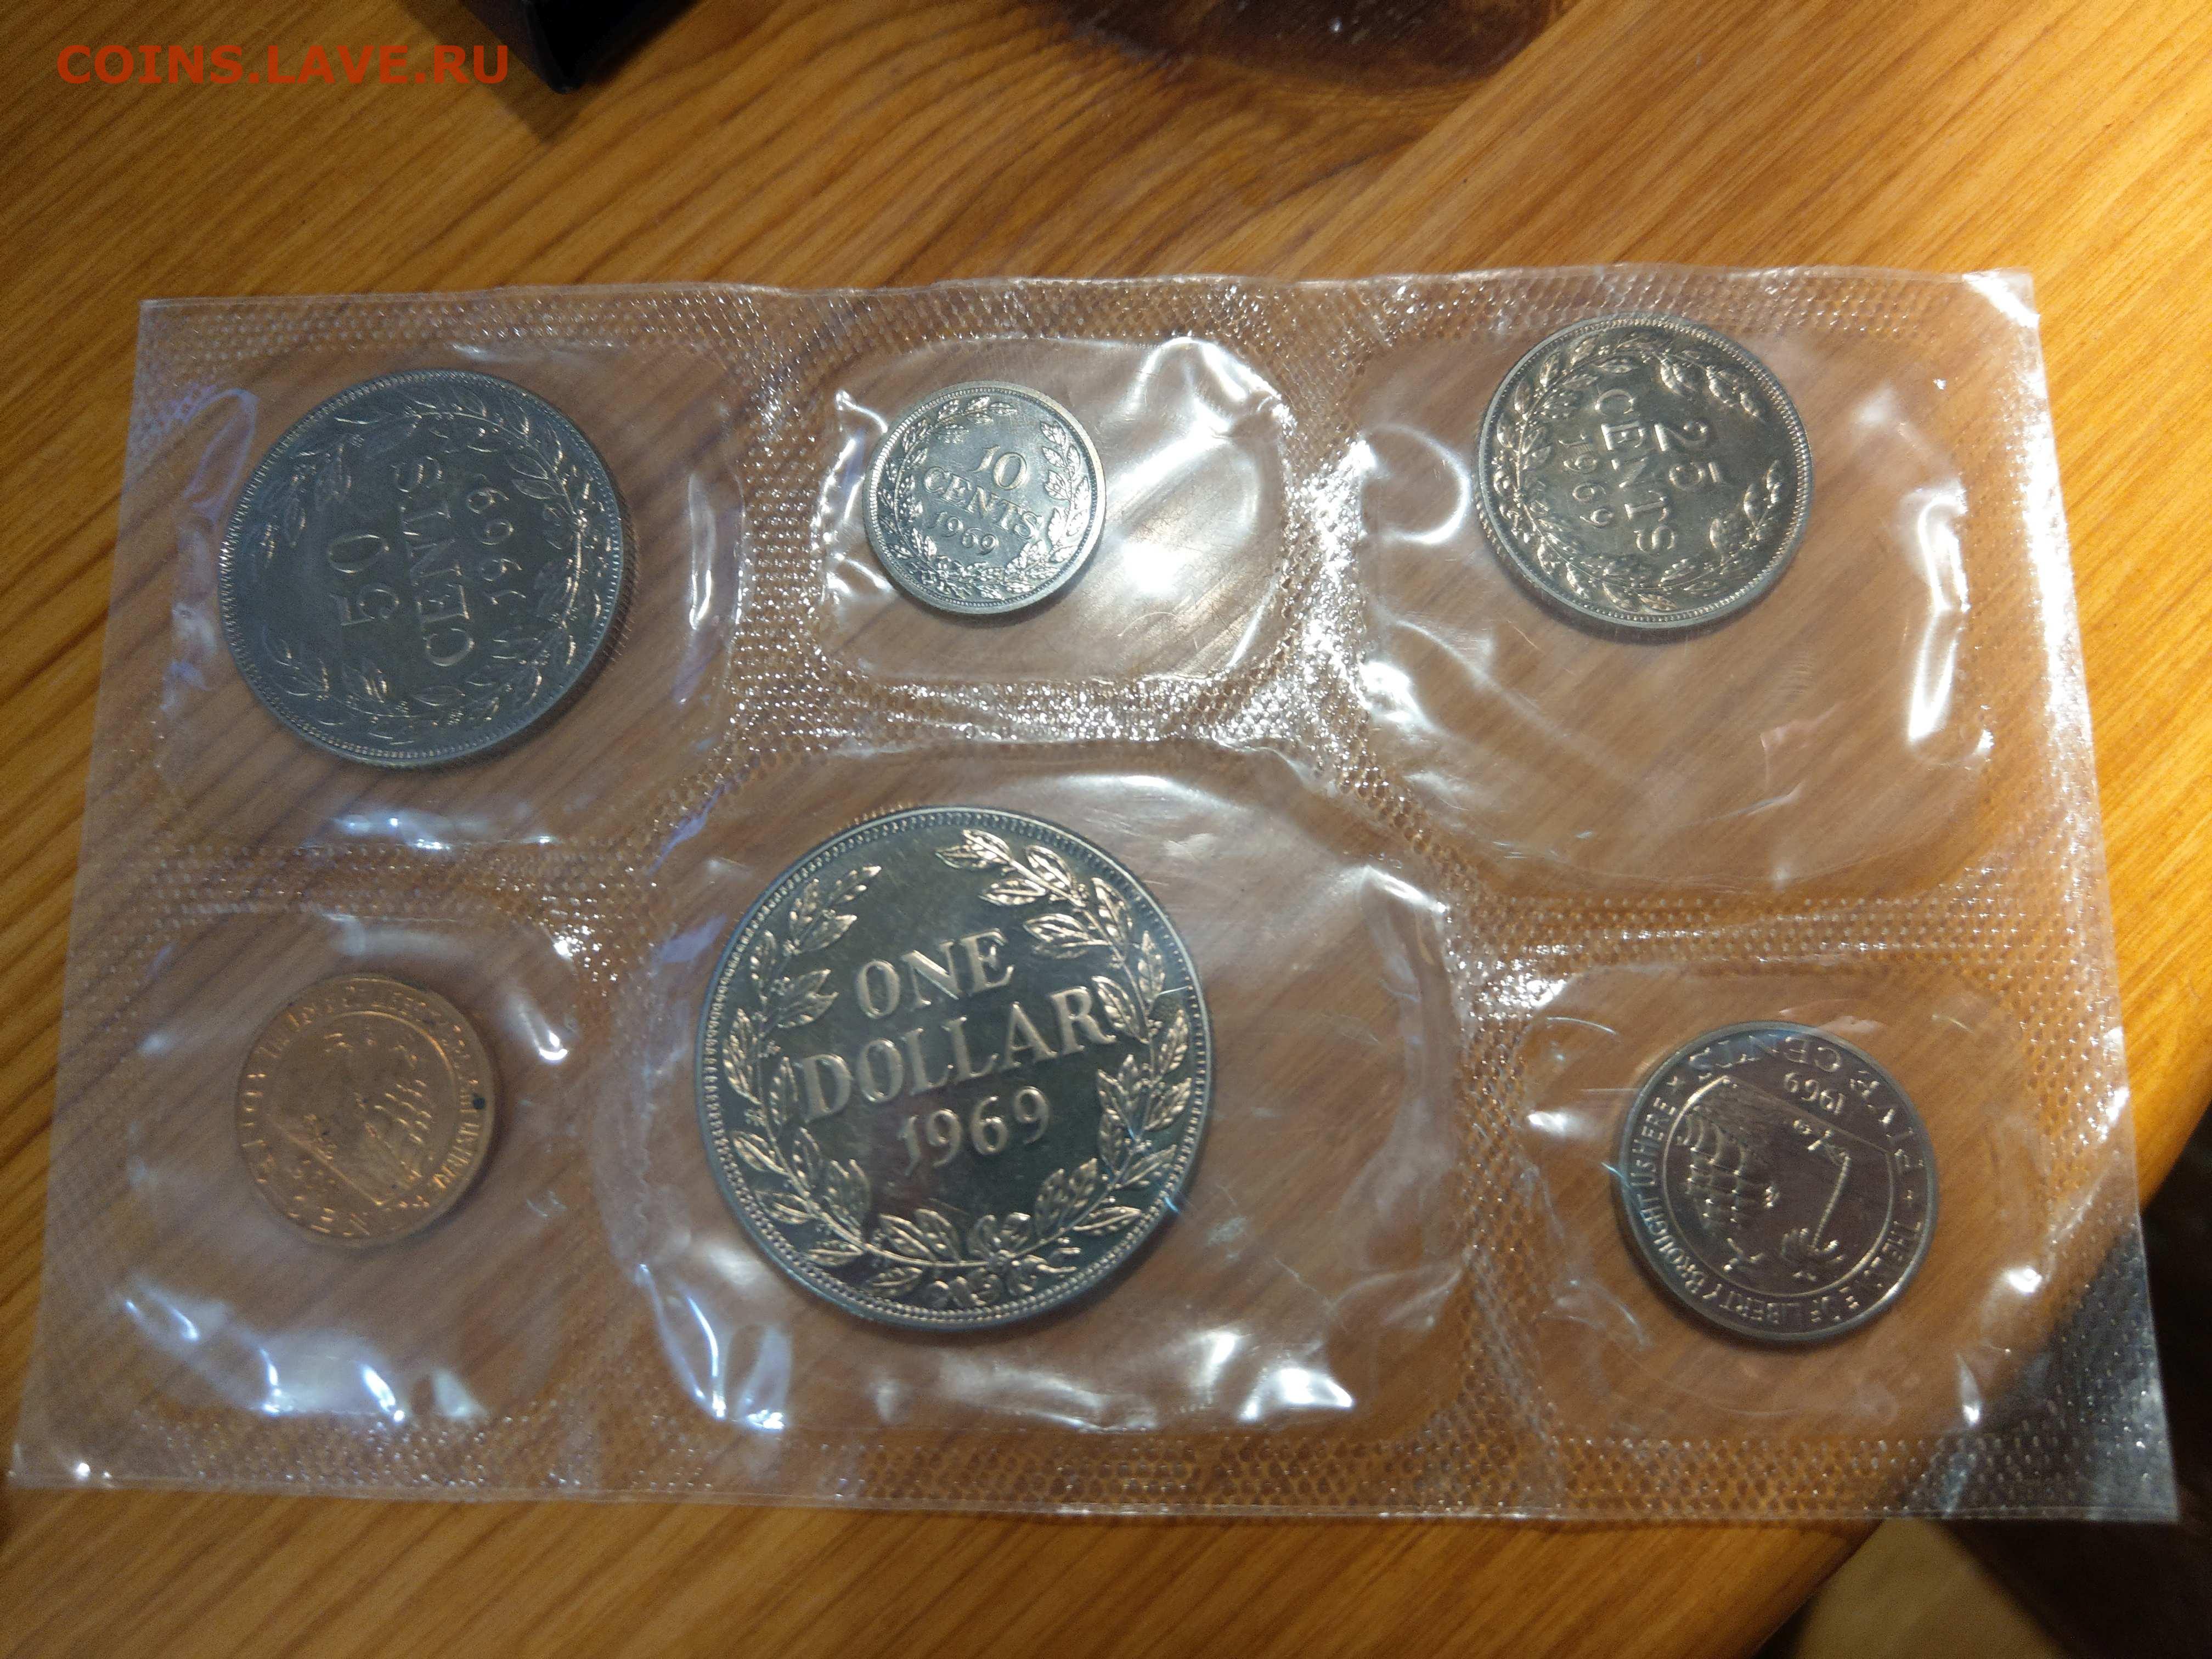 COINS.LAVE.RU
50
CENTS
1969
10
CENTS
1969
25
CENTS
1969
ONE
DOLLAR
1969
FIVE CENTS
1969
THE LOVE OF LIBERTY BROUGHT US HERE